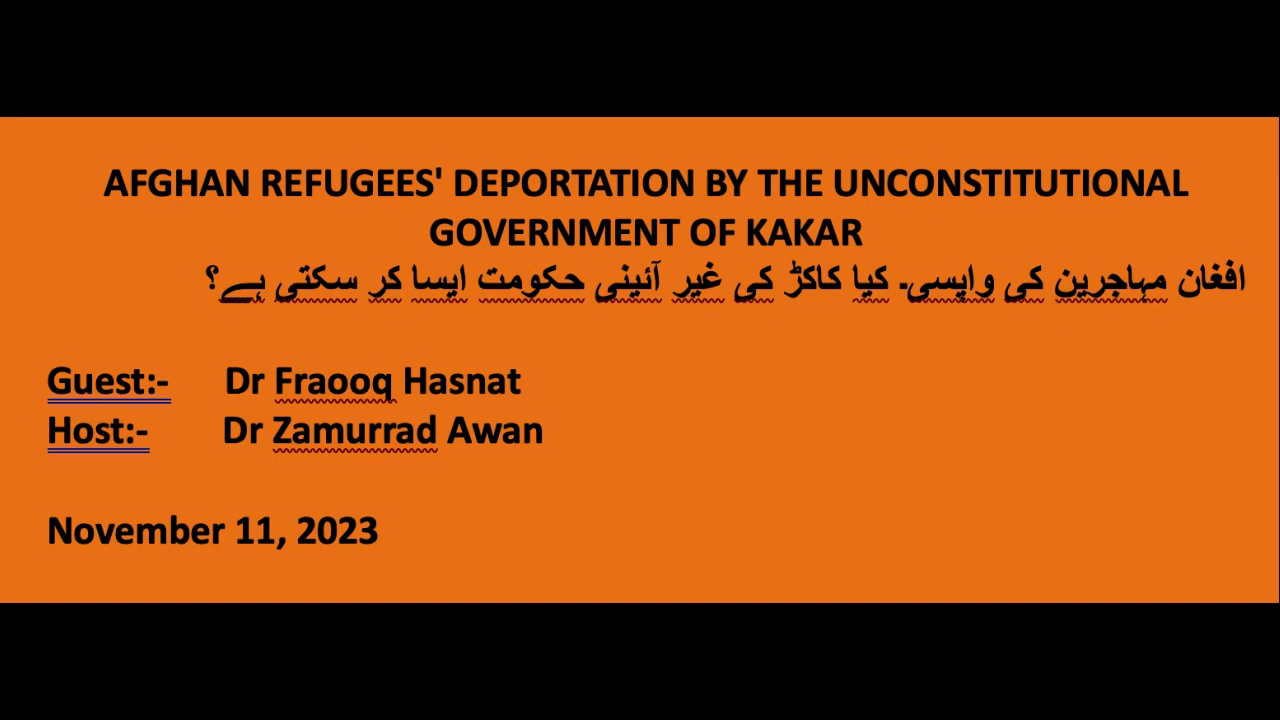 AFGHAN REFUGEES' DEPORTATION BY THE UNCONSTITUTIONAL
GOVERNMENT OF KAKAR
افغان مہاجرین کی واپسی۔ کیا کاکڑ کی غیر آئینی حکومت ایسا کر سکتی ہے؟
Guest:- Dr Fraooq Hasnat
Host:- Dr Zamurrad Awan
November 11, 2023